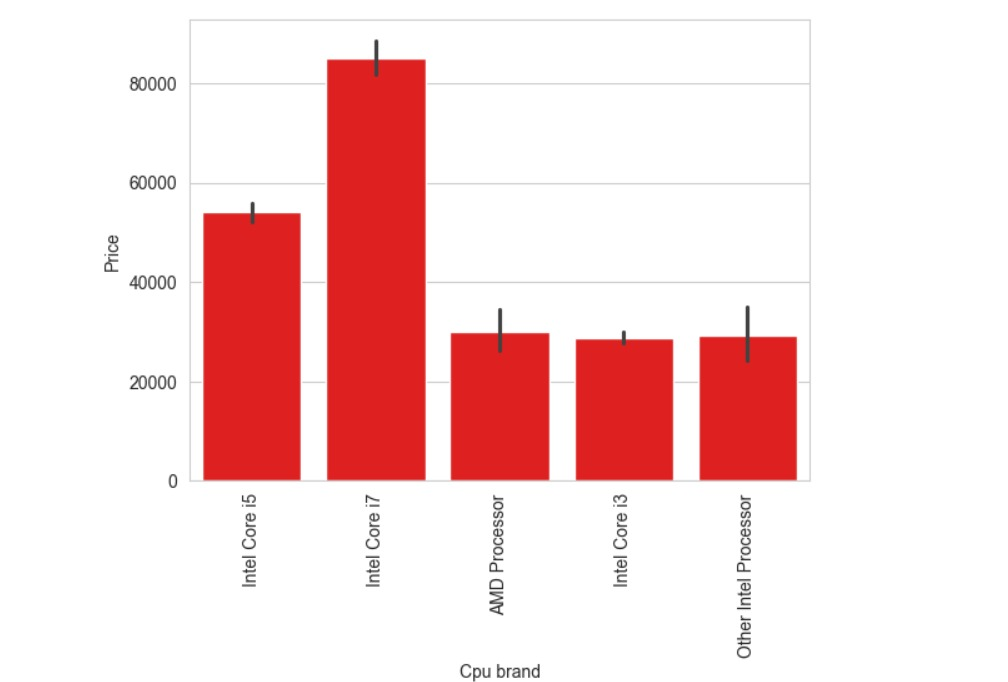 80000
60000
40000
20000
0
Price
Intel Core i5
Intel Core i7
AMD Processor
Intel Core i3
Other Intel Processor
Cpu brand